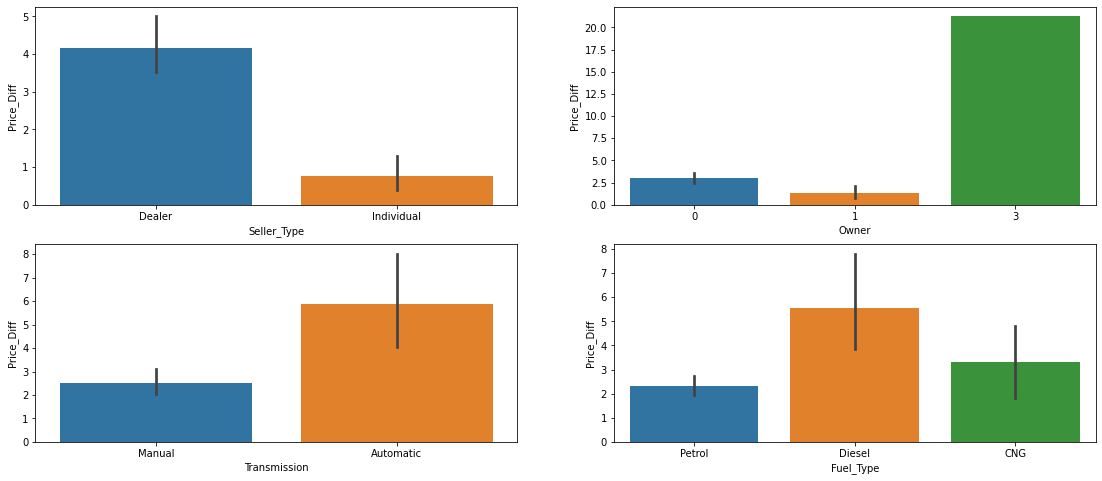 5
4
3
2
1
0
Price_Diff
Dealer
Individual
Seller_Type
20.0
17.5
15.0
12.5
10.0
7.5
5.0
2.5
0.0
Price_Diff
0
1
3
Owner
8
7
6
5
4
3
2
1
0
Price_Diff
Manual
Automatic
Transmission
8
7
6
5
4
3
2
1
0
Price_Diff
Petrol
Diesel
CNG
Fuel_Type